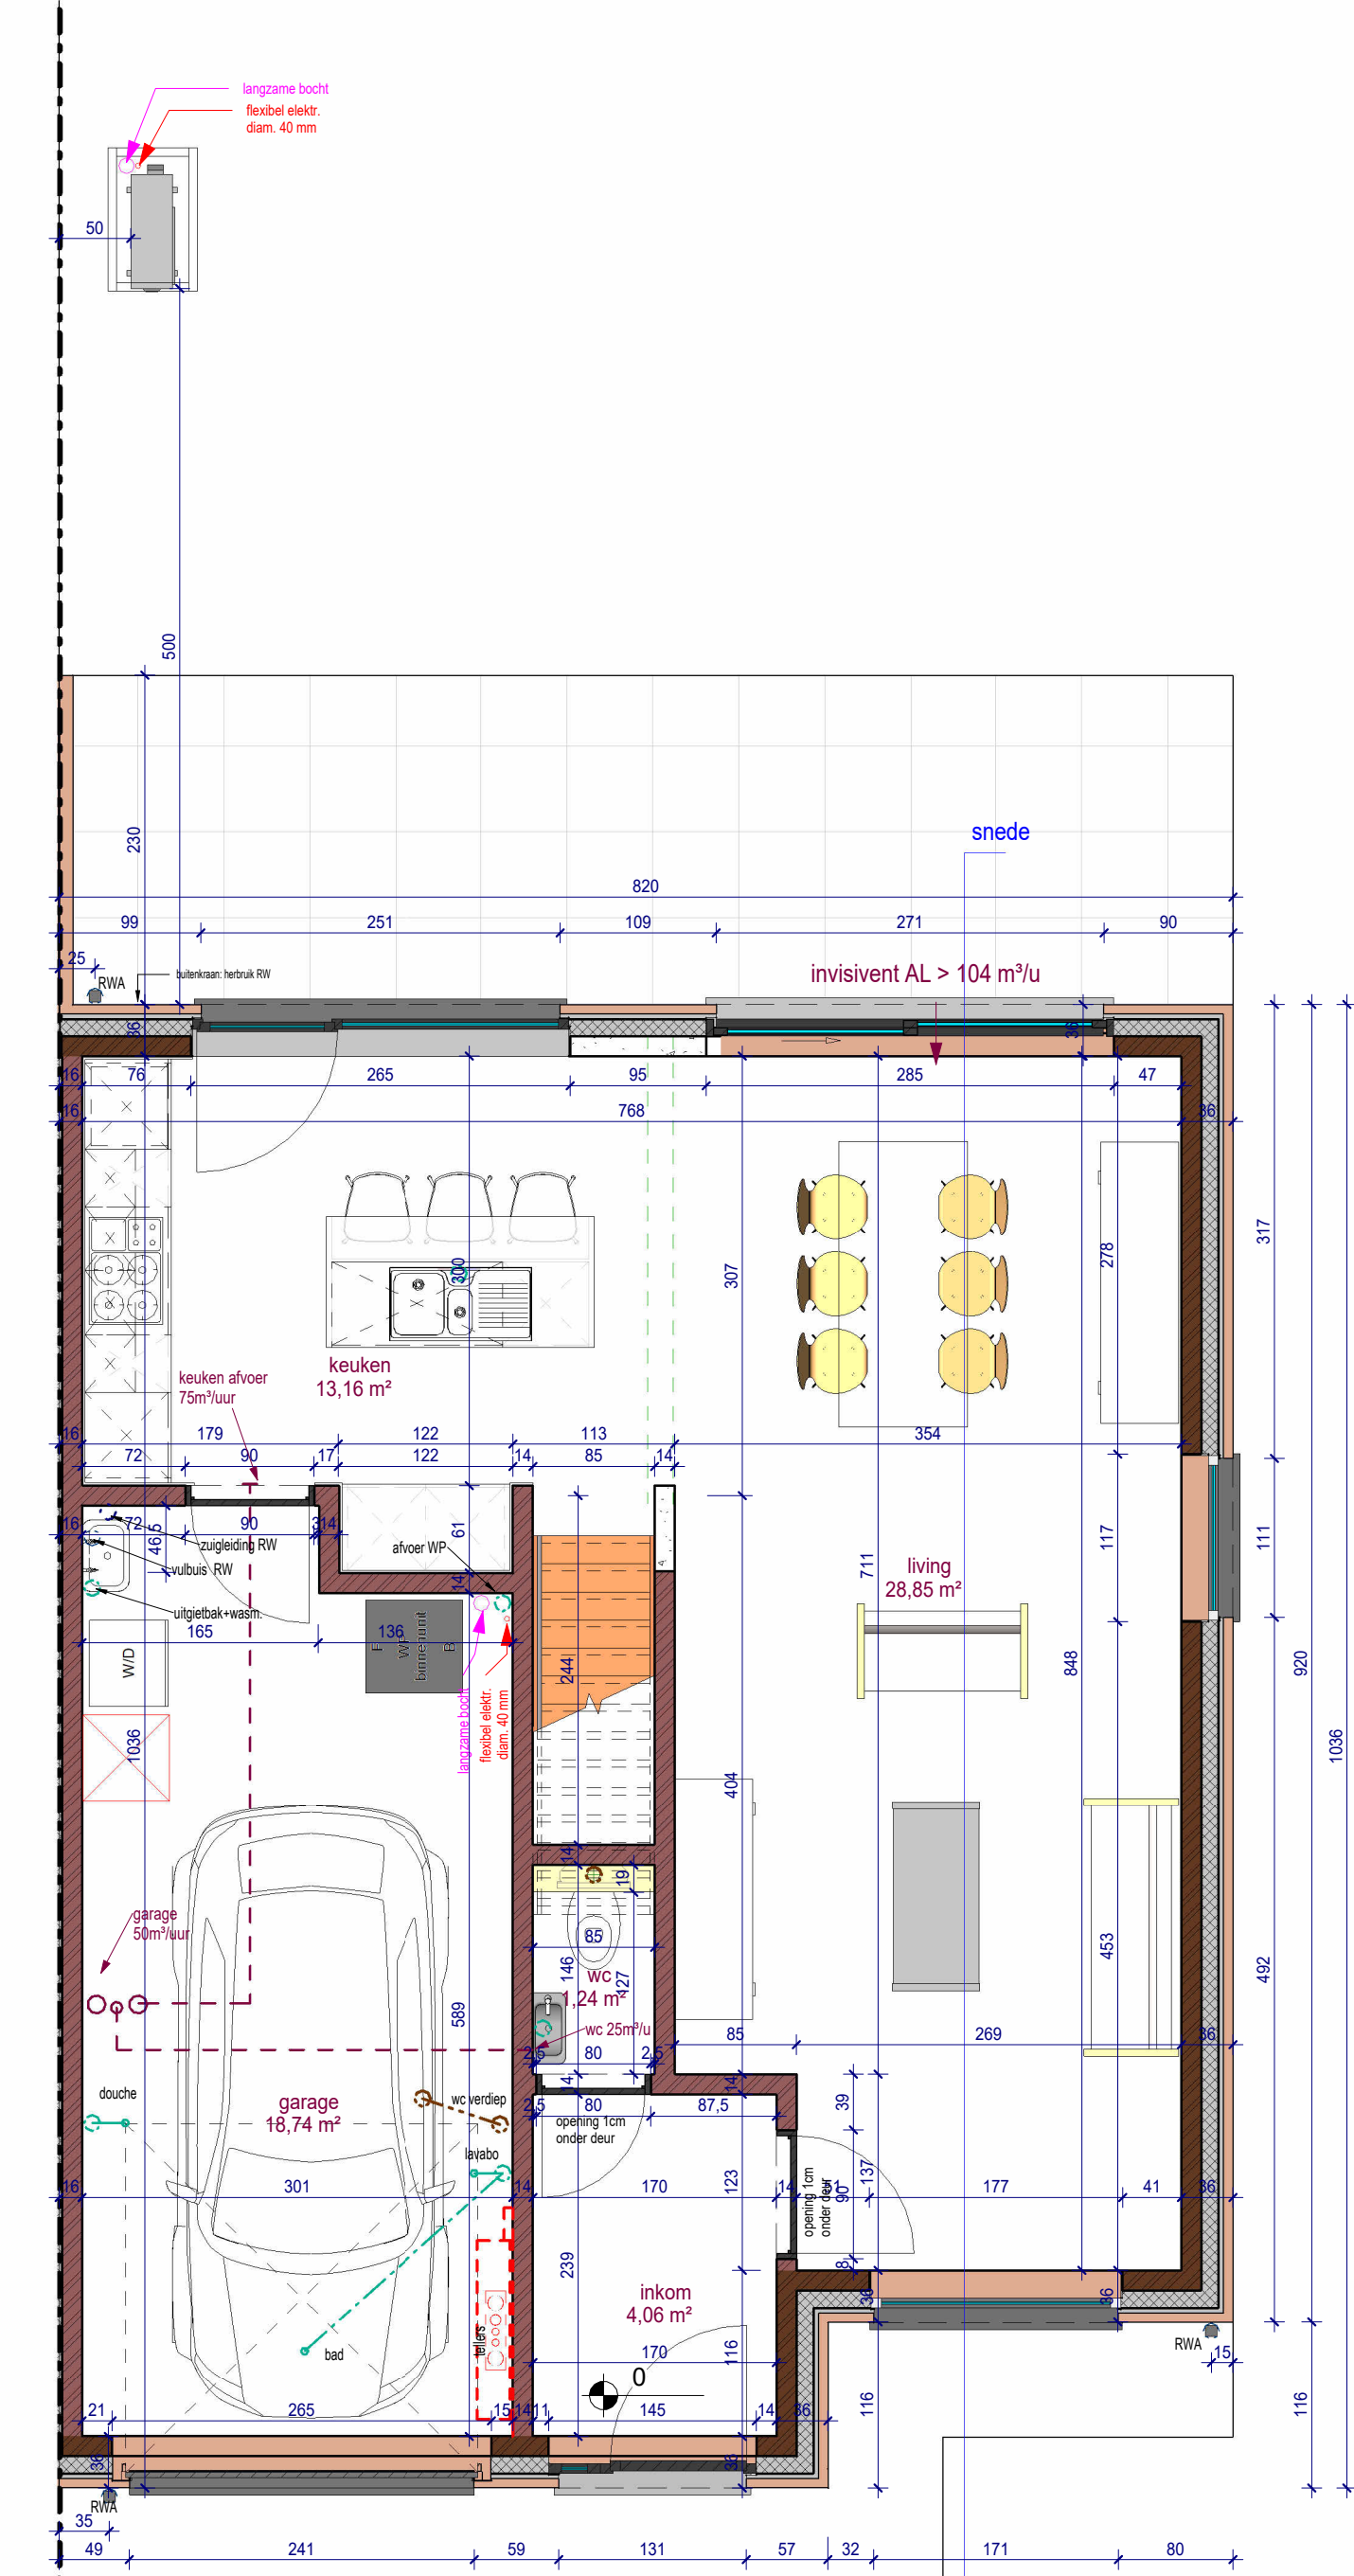 langzame bocht
flexibel elektr.
diam. 40 mm
50
500
230
snede
820
99 251 109 271 90
25
RWA
buitenkraan: herbruik RW
invisivent AL > 104 m³/u
36 36
16 76 265 95 285 47
16 768 36
317
278
300
307
keuken
13,16 m²
keuken afvoer
75m³/uur
16 179 122 113 354
72 90 17 122 14 85 14
16 72 90 3 14
46,5
zuigleiding RW
vulbuis RW
uitgietbak+wasm.
afvoer WP
61
14
711
living
28,85 m²
117
111
165 136
W/D
E
WP
binnenunit
B
langzame bocht
flexibel elektr.
diam. 40 mm
244
848
920
1036
1036
404
14
19
garage
50m³/uur
85
146
127
wc
1,24 m²
wc 25m³/u
453
492
589
85 269 36
2,5 80 2,5
14 14
2,5 80 87,5
39
douche
garage
18,74 m²
wc verdiep
lavabo
opening 1cm
onder deur
opening 1cm
onder deur
123
137
90
16 301 14 170 14 51 177 41 36
239
8
inkom
4,06 m²
36 36
tellers
bad
170
116
116
116
RWA
15
0
21 265 15 14 11 145 14 36
36
36
RWA
35
49 241 59 131 57 32 171 80